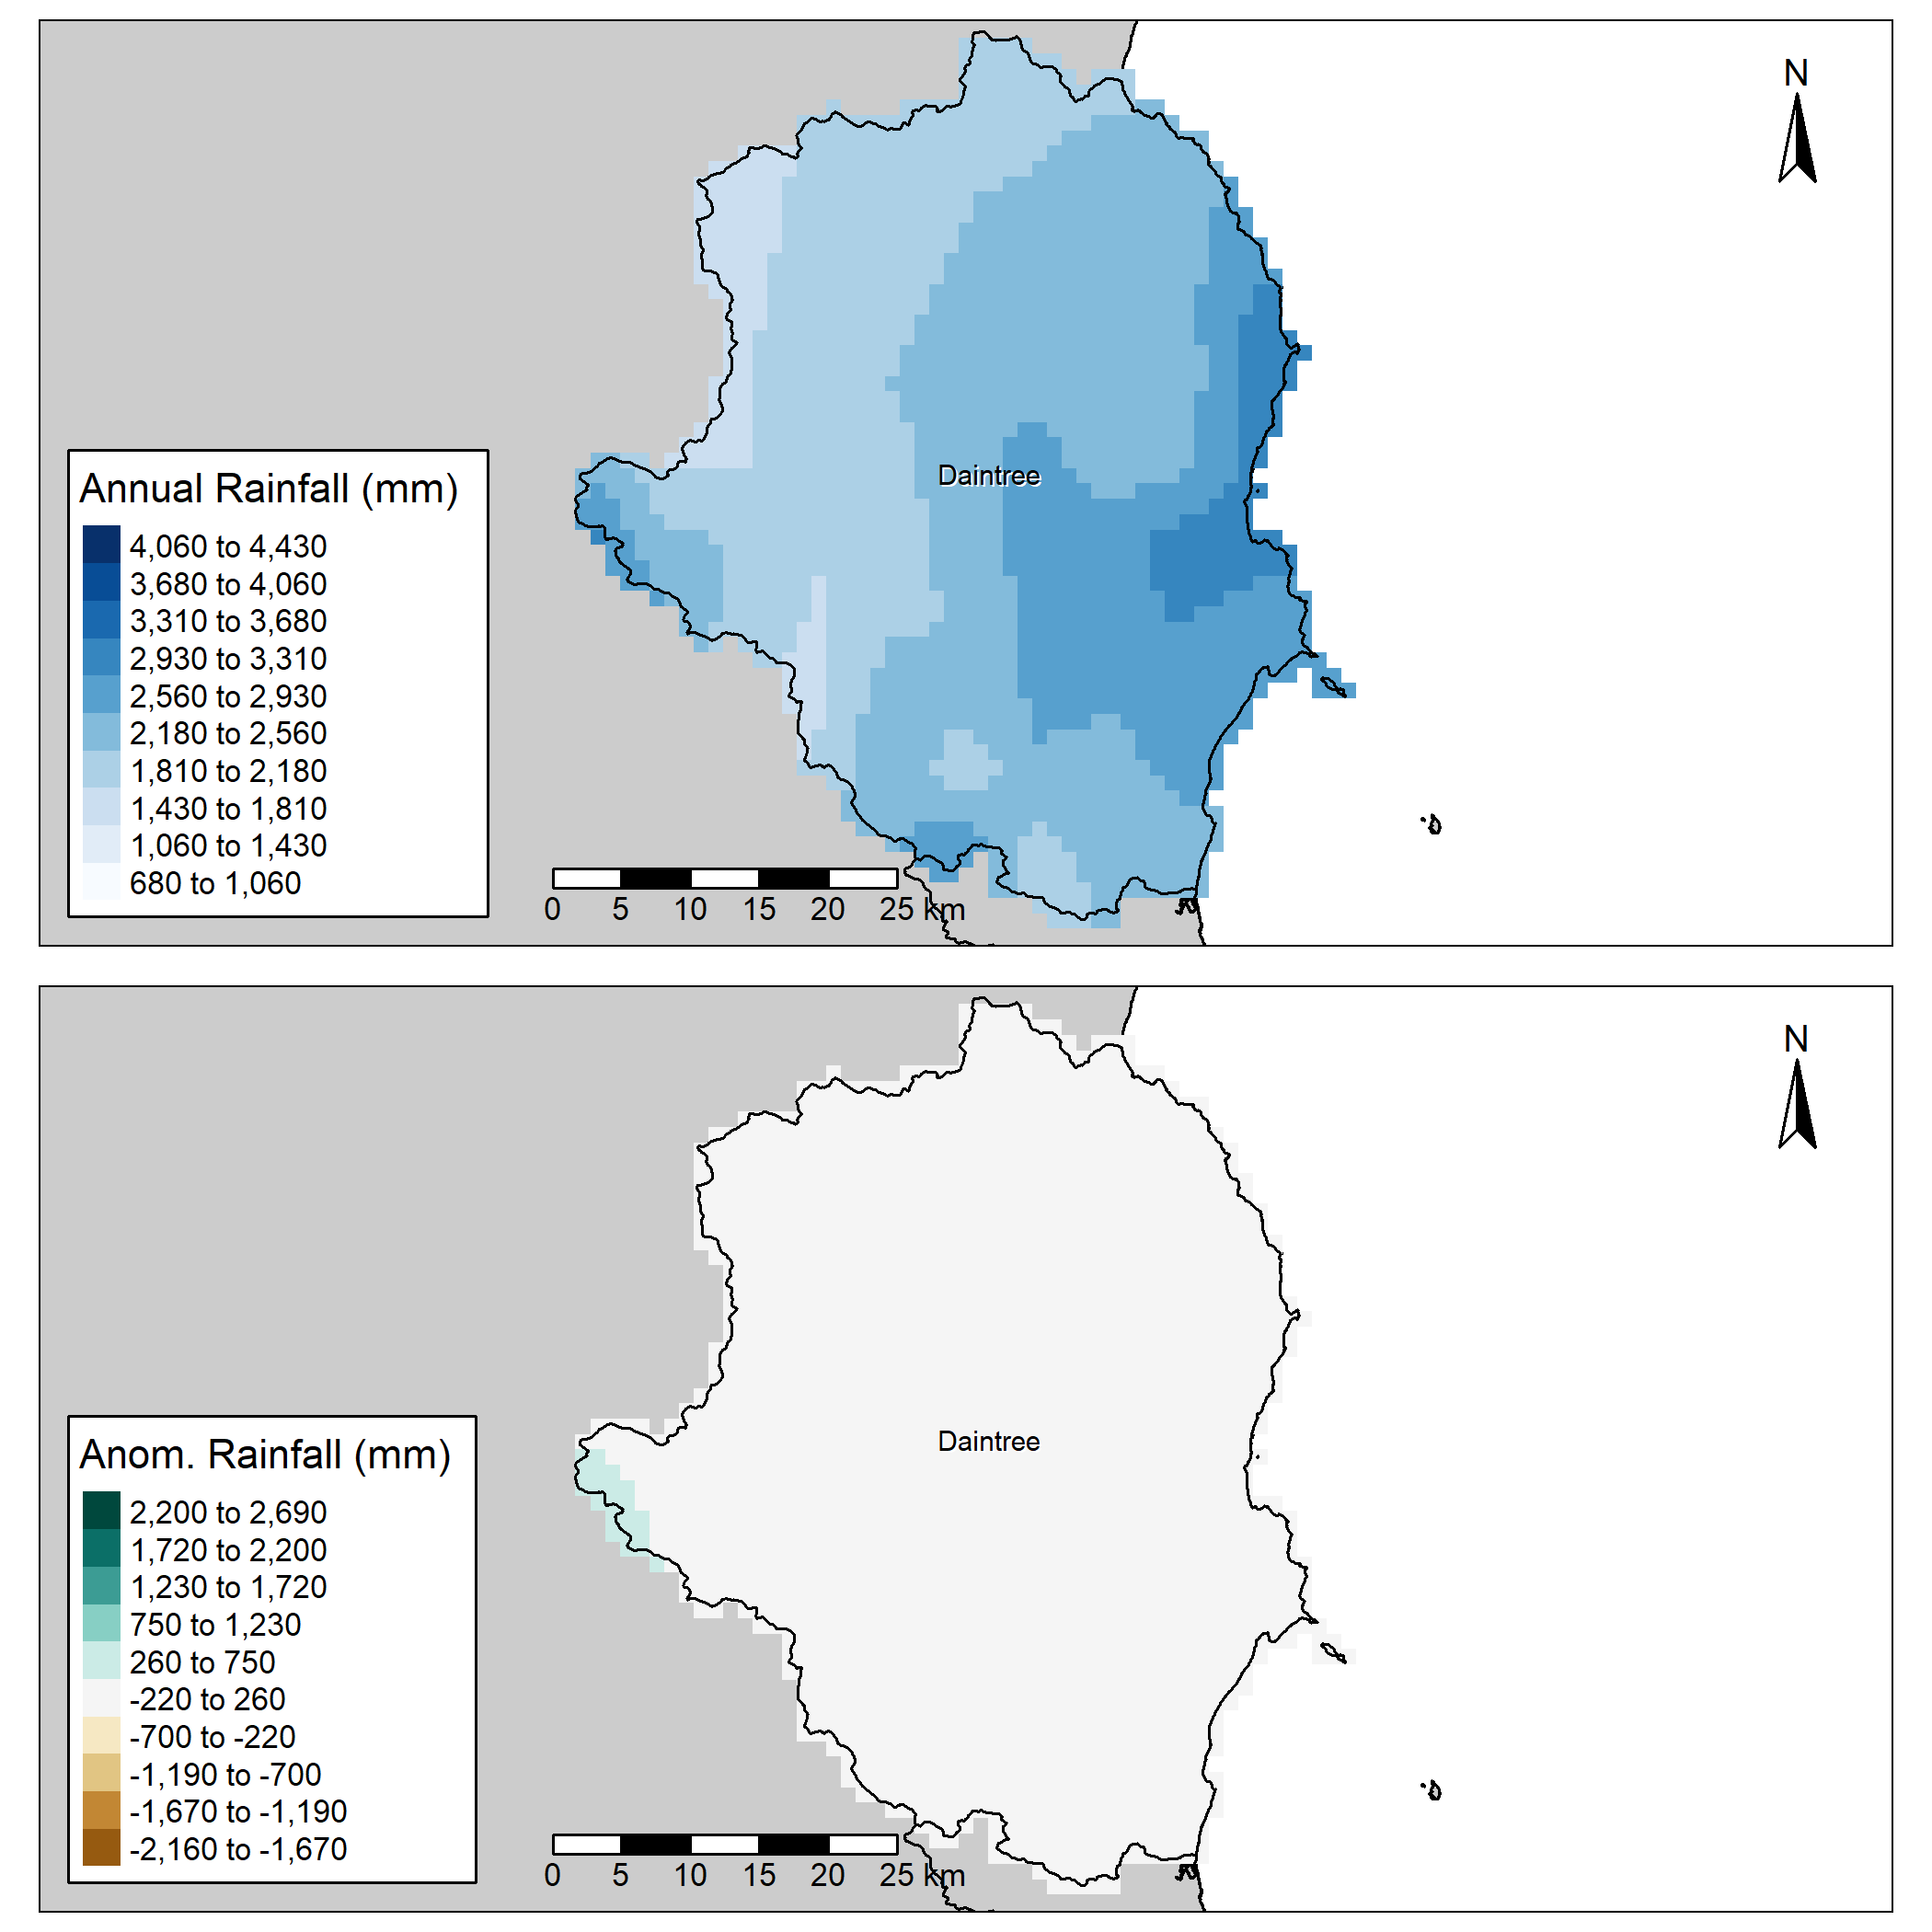 N
Daintree
Annual Rainfall (mm)
4,060 to 4,430
3,680 to 4,060
3,310 to 3,680
2,930 to 3,310
2,560 to 2,930
2,180 to 2,560
1,810 to 2,180
1,430 to 1,810
1,060 to 1,430
680 to 1,060
0 5 10 15 20 25 km
N
Daintree
Anom. Rainfall (mm)
2,200 to 2,690
1,720 to 2,200
1,230 to 1,720
750 to 1,230
260 to 750
-220 to 260
-700 to -220
-1,190 to -700
-1,670 to -1,190
-2,160 to -1,670
0 5 10 15 20 25 km